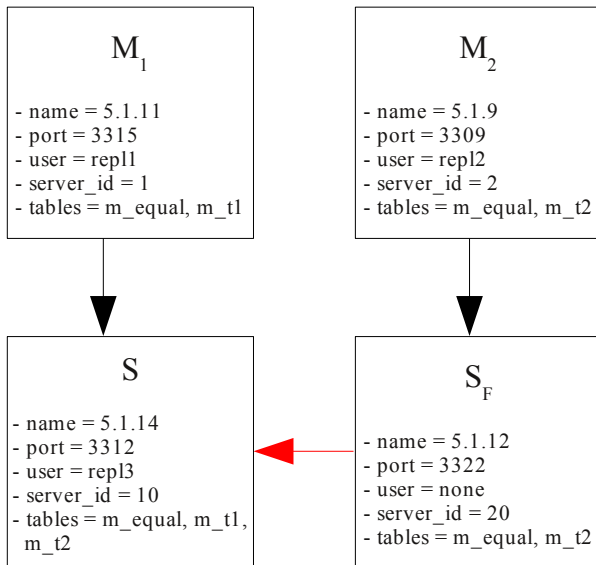 M1
- name = 5.1.11
- port = 3315
- user = repl1
- server_id = 1
- tables = m_equal, m_t1
M2
- name = 5.1.9
- port = 3309
- user = repl2
- server_id = 2
- tables = m_equal, m_t2
S
- name = 5.1.14
- port = 3312
- user = repl3
- server_id = 10
- tables = m_equal, m_t1,
m_t2
SF
- name = 5.1.12
- port = 3322
- user = none
- server_id = 20
- tables = m_equal, m_t2